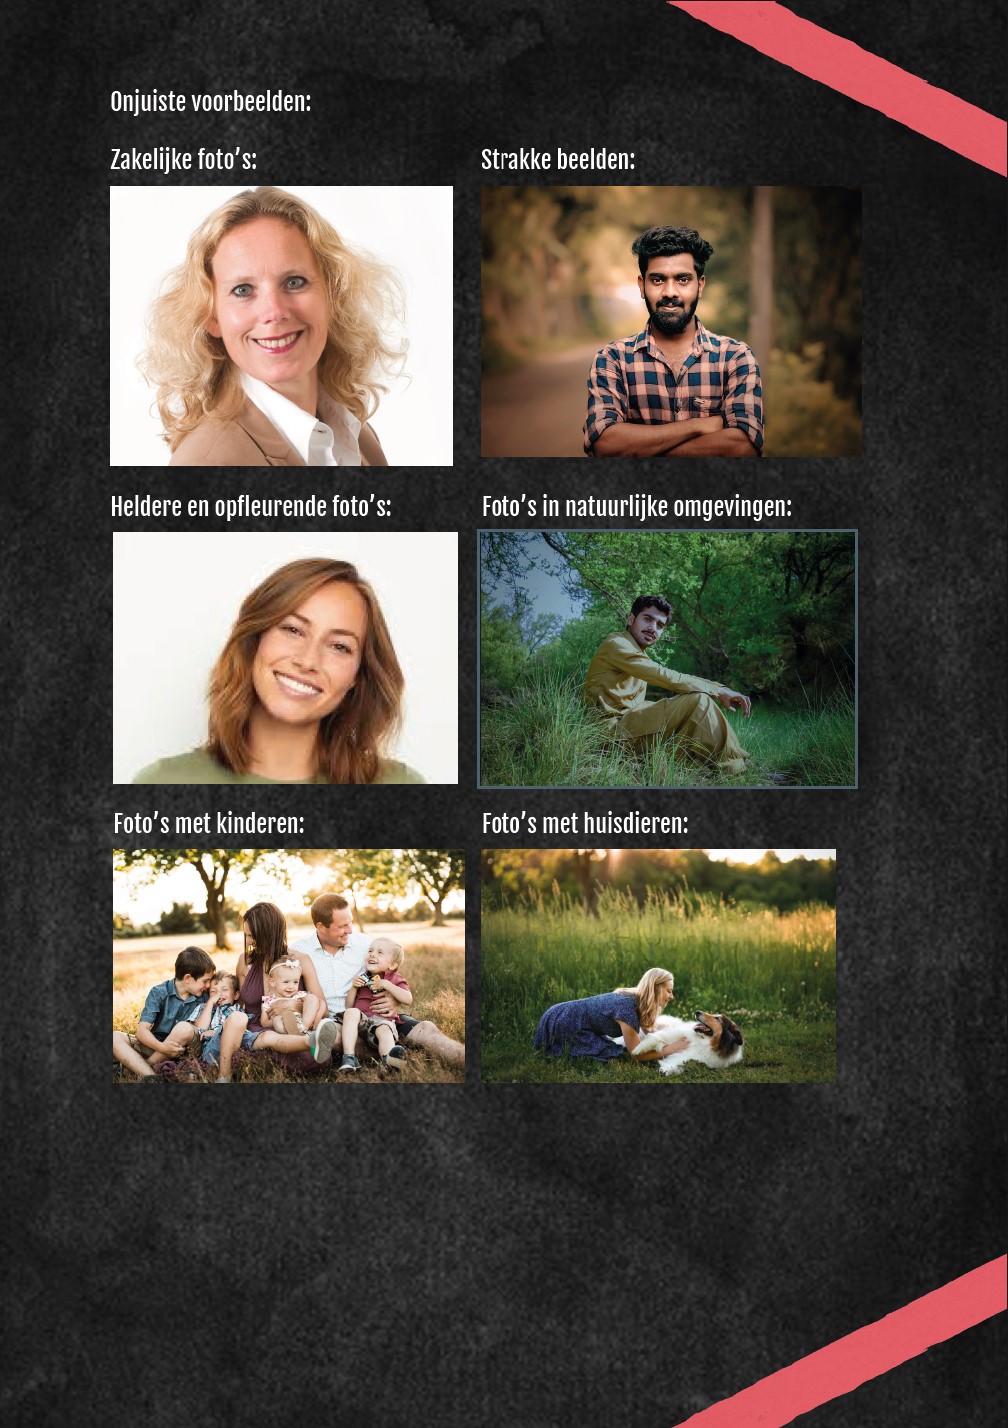 Onjuiste voorbeelden:
Zakelijke foto’s:
Strakke beelden:
Heldere en opfleurende foto’s:
Foto’s in natuurlijke omgevingen:
Foto’s met kinderen:
Foto’s met huisdieren: